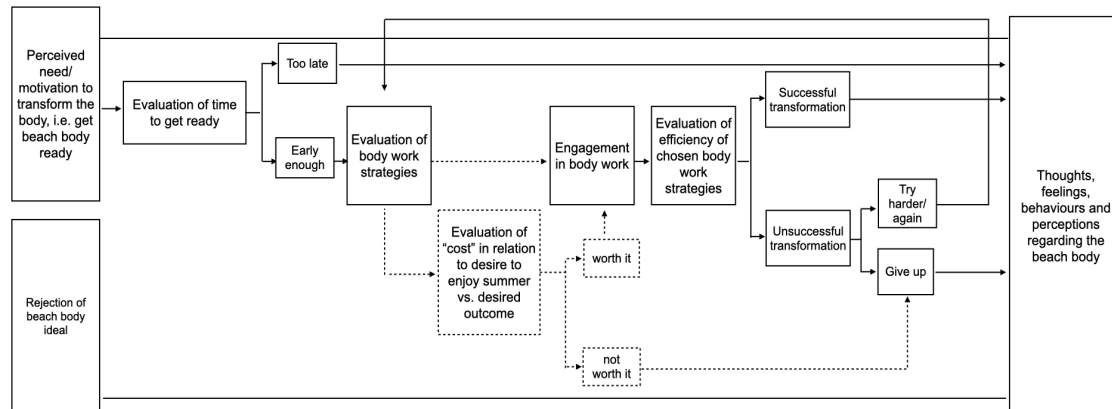 Perceived
need/
motivation to
transform the
body, i.e. get
beach body
ready
Evaluation of time
to get ready
Too late
Early
enough
Evaluation of
body work
strategies
Evaluation of
“cost” in relation
to desire to
enjoy summer
vs. desired
outcome
worth it
not
worth it
Engagement
in body work
Evaluation of
efficiency of
chosen body
work
strategies
Successful
transformation
Unsuccessful
transformation
Try
harder/
again
Give up
Thoughts,
feelings,
behaviours and
perceptions
regarding the
beach body
Rejection of
beach body
ideal